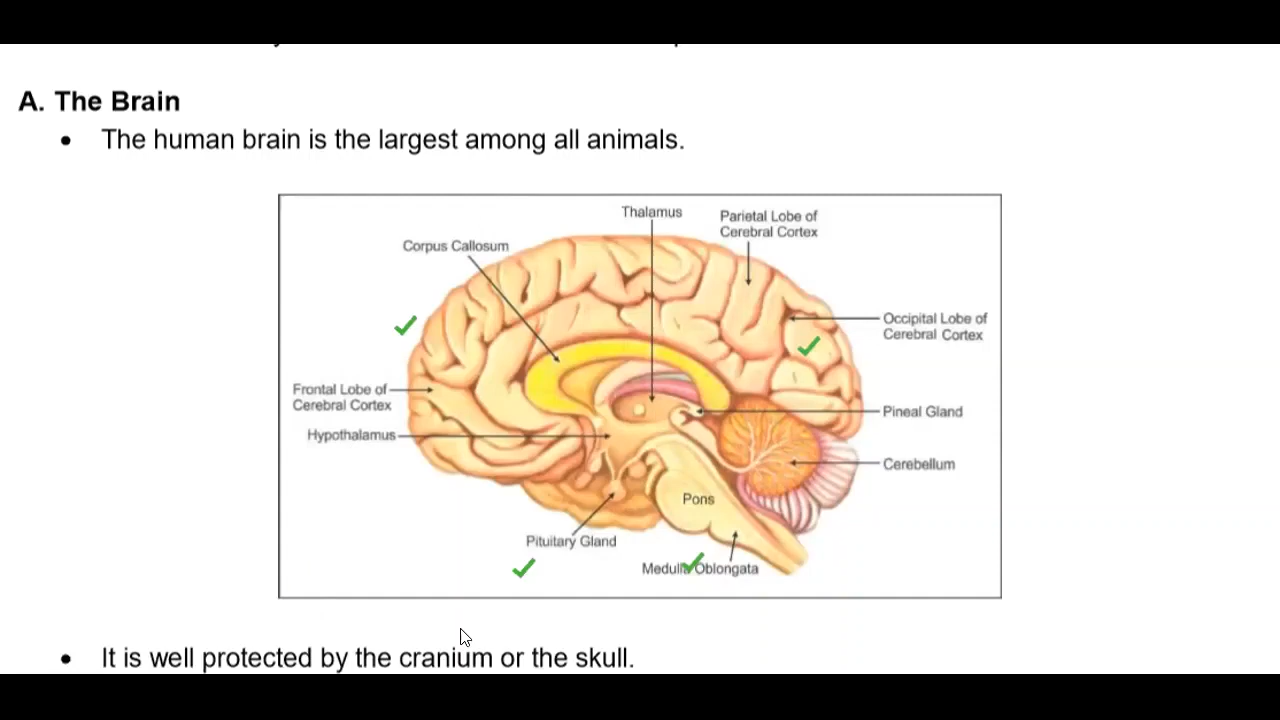 A. The Brain
• The human brain is the largest among all animals.
Thalamus
Parietal Lobe of
Cerebral Cortex
Corpus Callosum
Occipital Lobe of
Cerebral Cortex
Frontal Lobe of
Cerebral Cortex
Pineal Gland
Hypothalamus
Cerebellum
Pons
Pituitary Gland
Medulla Oblongata
• It is well protected by the cranium or the skull.